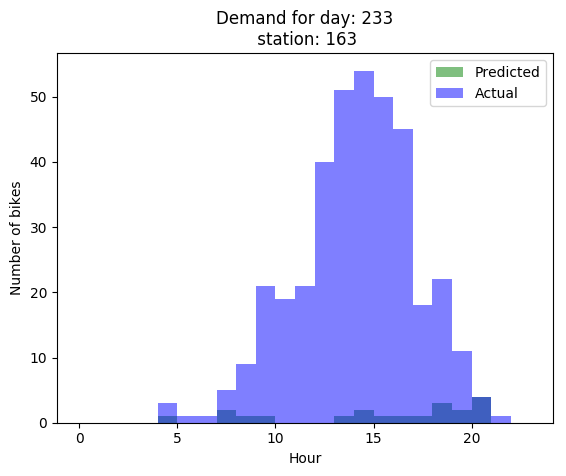 Demand for day: 233
station: 163
Predicted
Actual
Number of bikes
50
40
30
20
10
0
0 5 10 15 20
Hour